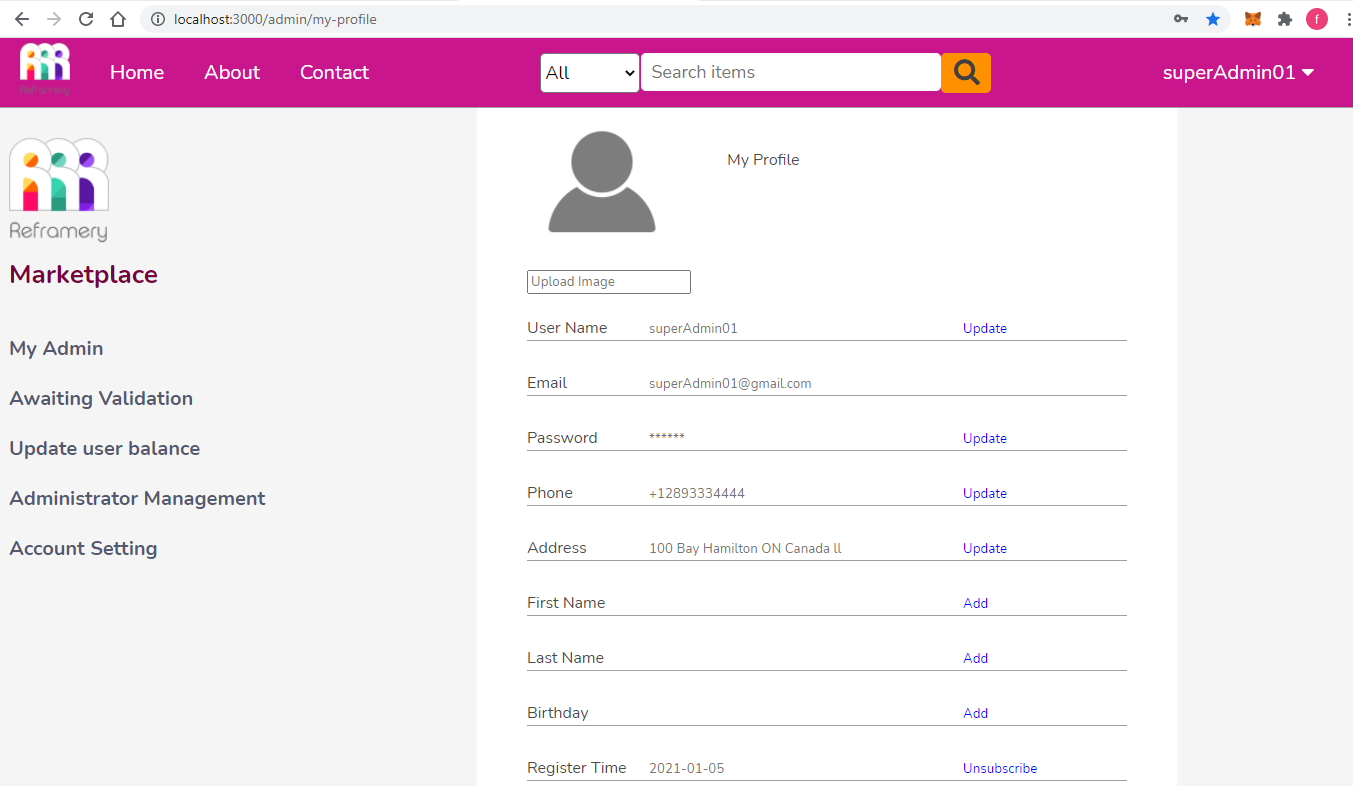 localhost:3000/admin/my-profile
f
Reframery
Home
About
Contact
All
Search items
superAdmin01
Reframery
Marketplace
My Admin
Awaiting Validation
Update user balance
Administrator Management
Account Setting
My Profile
Upload Image
User Name superAdmin01 Update
Email superAdmin01@gmail.com
Password ****** Update
Phone +12893334444 Update
Address 100 Bay Hamilton ON Canada ll Update
First Name Add
Last Name Add
Birthday Add
Register Time 2021-01-05 Unsubscribe